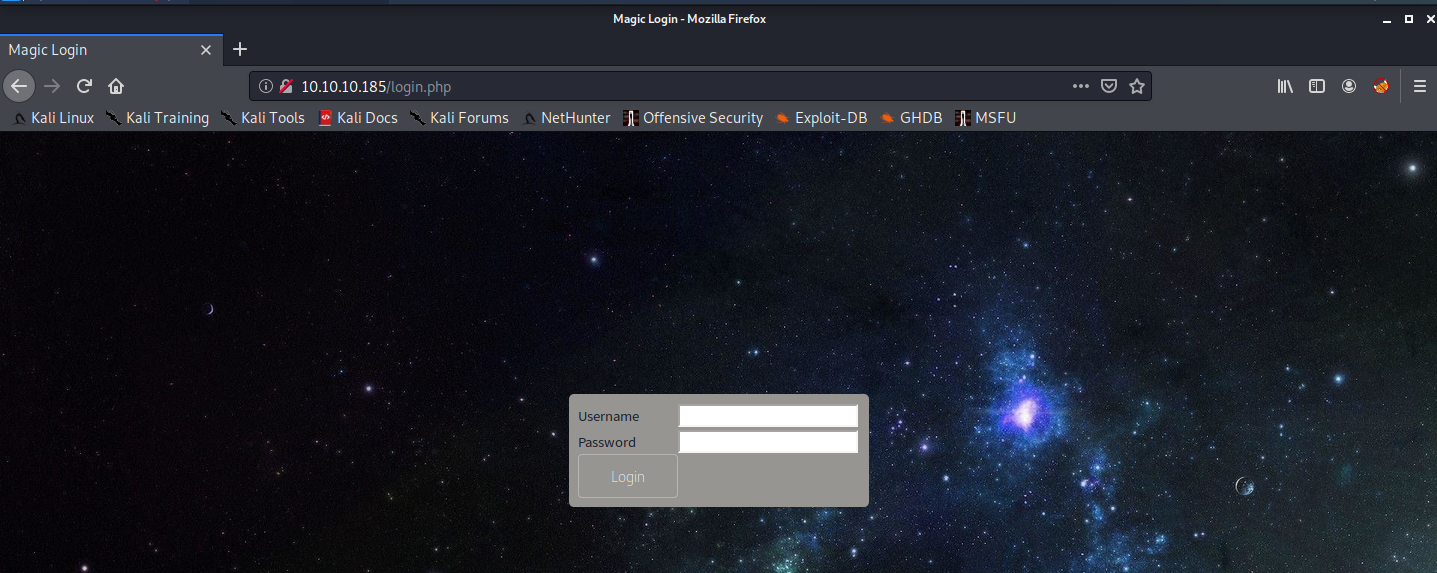 Magic Login - Mozilla Firefox
Magic Login
10.10.10.185/login.php
Kali Linux Kali Training Kali Tools Kali Docs Kali Forums NetHunter Offensive Security Exploit-DB GHDB MSFU
Username
Password
Login